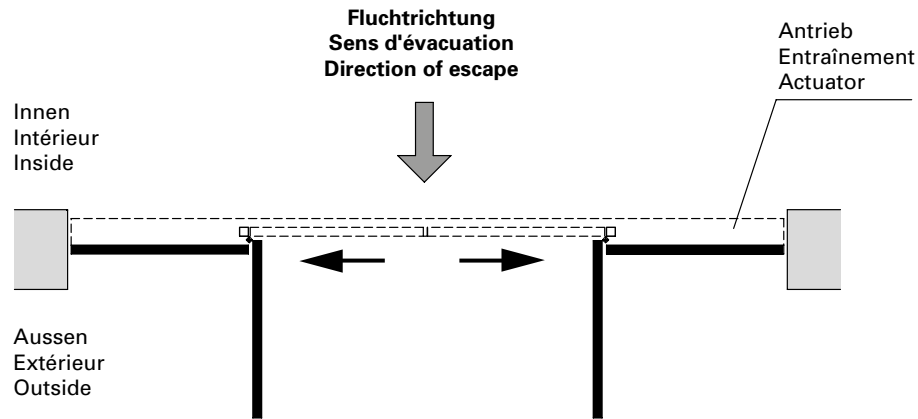 Fluchtrichtung
Sens d'évacuation
Direction of escape
Antrieb
Entraînement
Actuator
Innen
Intérieur
Inside
Aussen
Extérieur
Outside